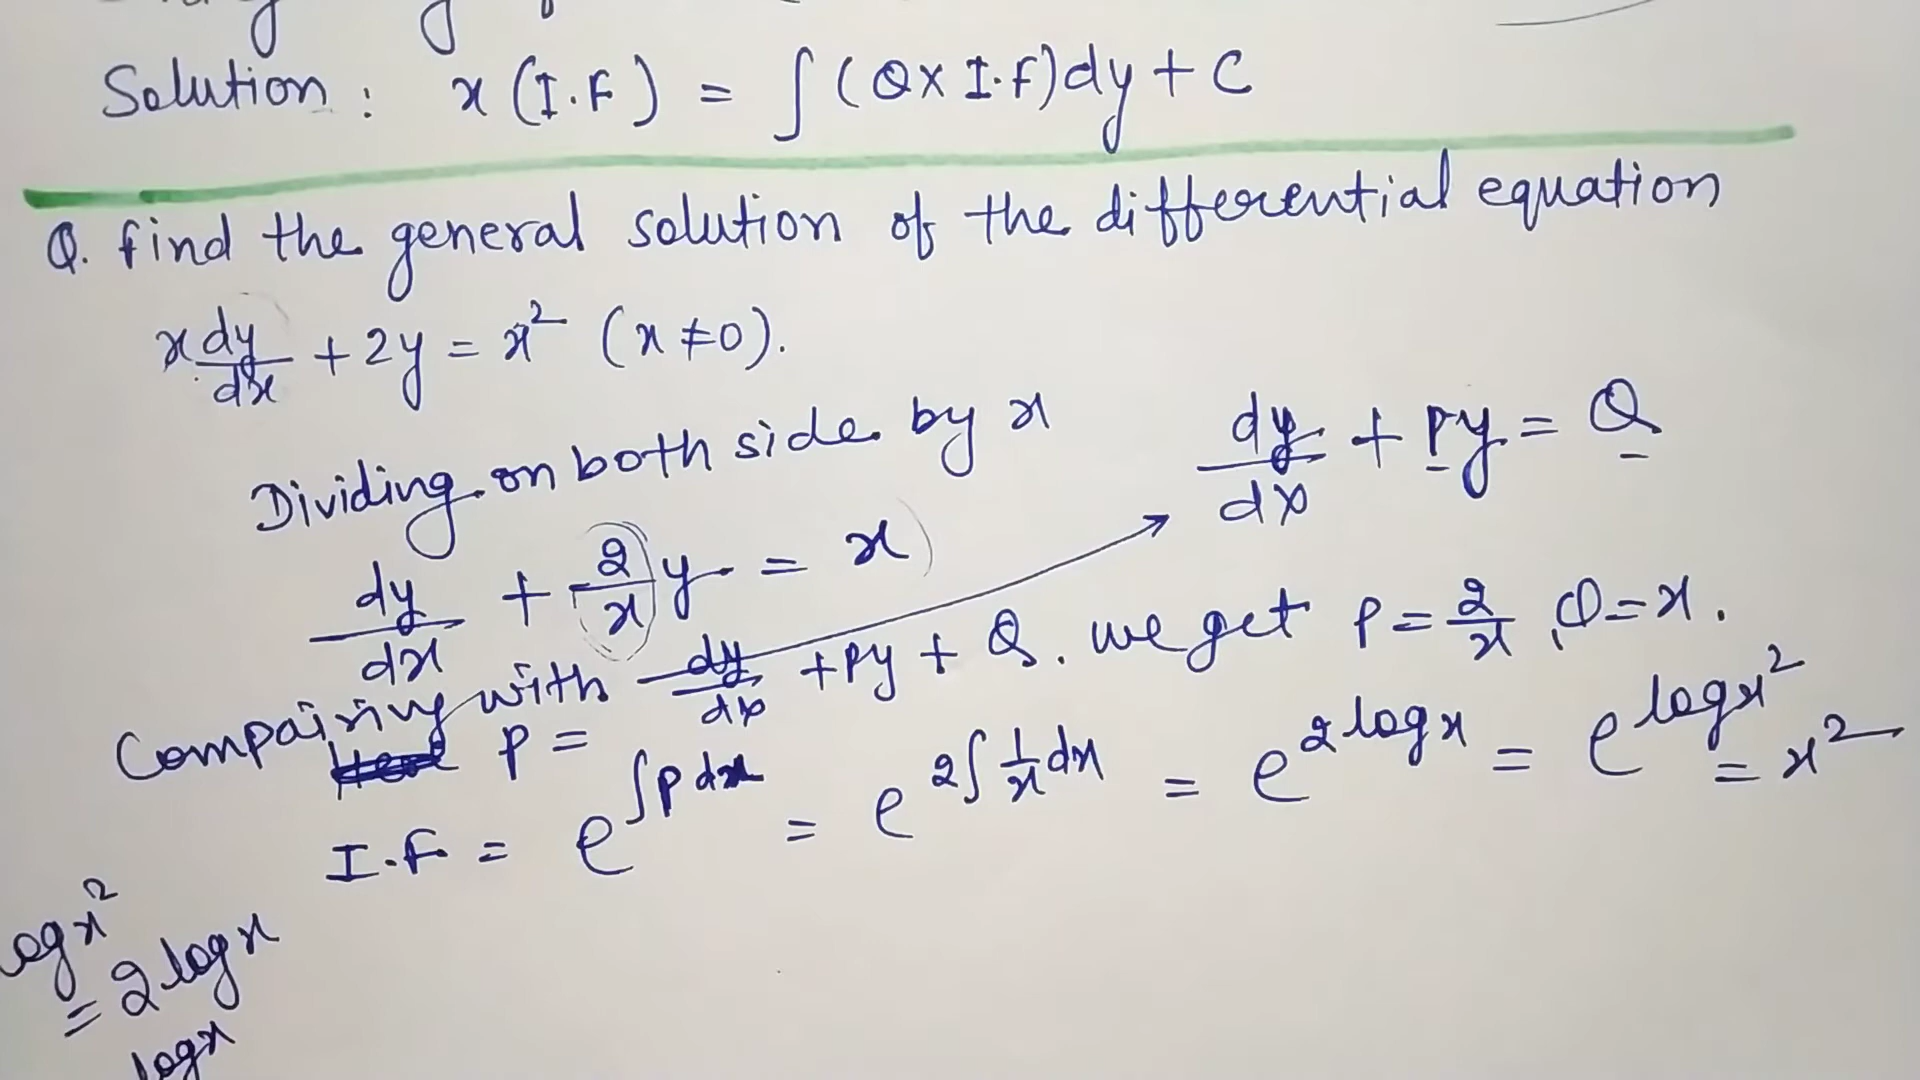 Solution : x (I.F) = ∫ (Q X I.F)dy + C
Q. find the general solution of the differential equation
x dy/dx + 2y = x² (x ≠ 0).
Dividing on both side by x
dy/dx + Py = Q
dy/dx + 2/x y = x
Compairing with dy/dx + Py + Q. we get P = 2/x, Q = x.
P =
I.F = e^∫P dx = e^2∫1/x dx = e^2 log x = e^log x² = x²
log x²
= 2 log x
log x